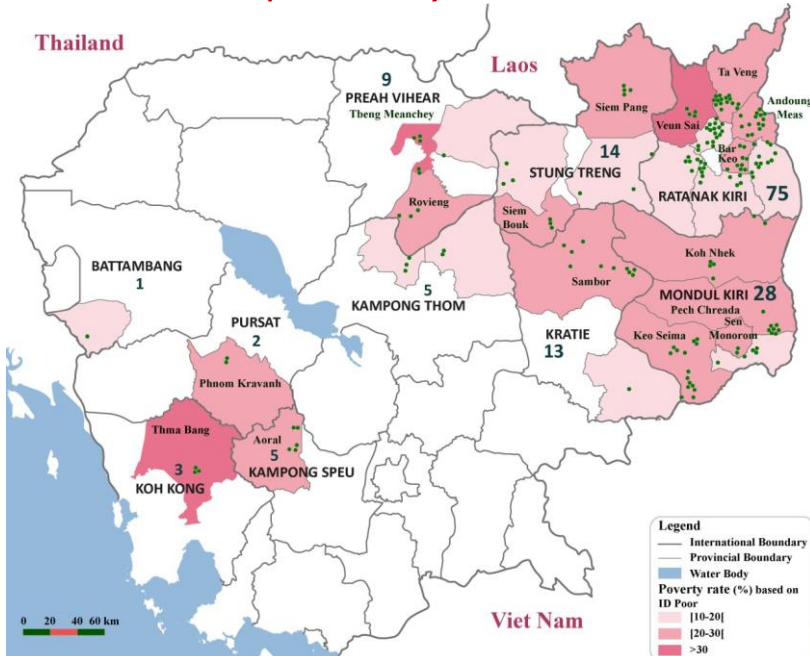 Thailand
Laos
9
PREAH VIHEAR
Tbeng Meanchey
Siem Pang
Ta Veng
Veun Sai
Andoung
Meas
Bar
Keo
14
STUNG TRENG
RATANAK KIRI
75
Rovieng
Siem
Bouk
BATTAMBANG
1
5
KAMPONG THOM
Sambor
Koh Nhek
MONDUL KIRI 28
Pech Chreada
Sen
Monorom
Keo Seima
PURSAT
2
KRATIE
13
Phnom Kravanh
Thma Bang
3
KOH KONG
Aoral
5
KAMPONG SPEU
Viet Nam
0 20 40 60 km
Legend
International Boundary
Provincial Boundary
Water Body
Poverty rate (%) based on
ID Poor
[10-20[
[20-30[
>30